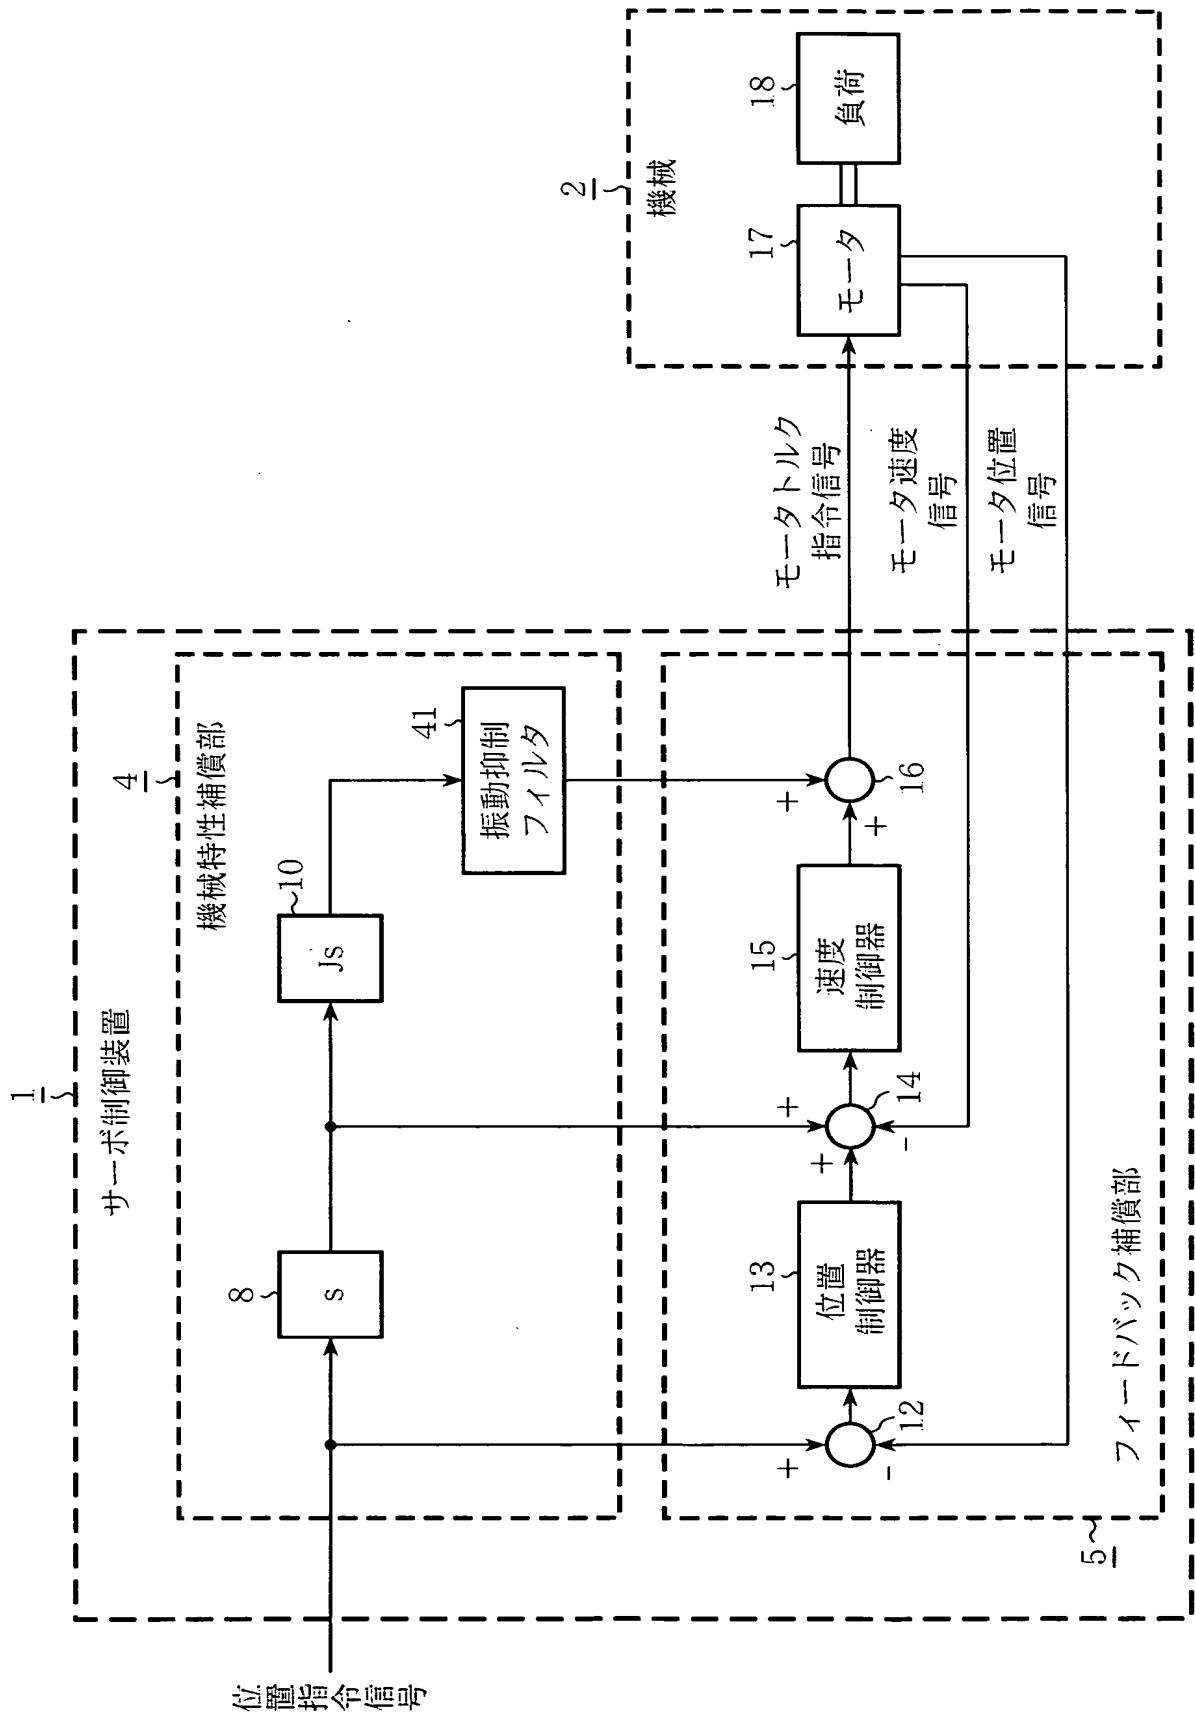 1
サーボ制御装置
4
機械特性補償部
位置指令信号
8
s
10
Js
41
振動抑制
フィルタ
12
+
-
13
位置
制御器
14
+
+
-
15
速度
制御器
16
+
+
5
フィードバック補償部
モータトルク
指令信号
モータ速度
信号
モータ位置
信号
2
機械
17
モータ
18
負荷